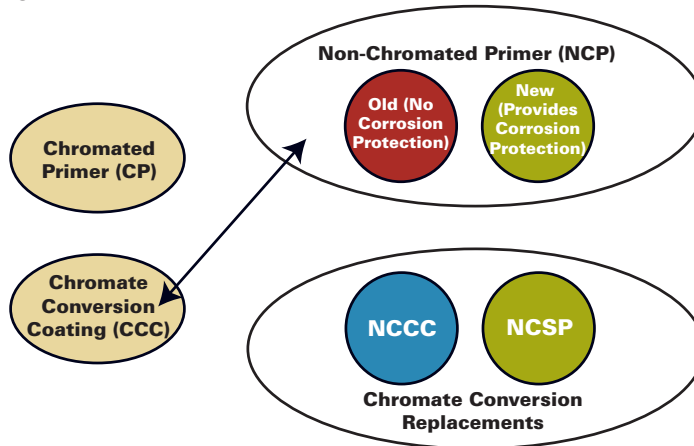 Non-Chromated Primer (NCP)
Old (No
Corrosion
Protection)
New
(Provides
Corrosion
Protection)
Chromated
Primer (CP)
Chromate
Conversion
Coating (CCC)
NCCC
NCSP
Chromate Conversion
Replacements